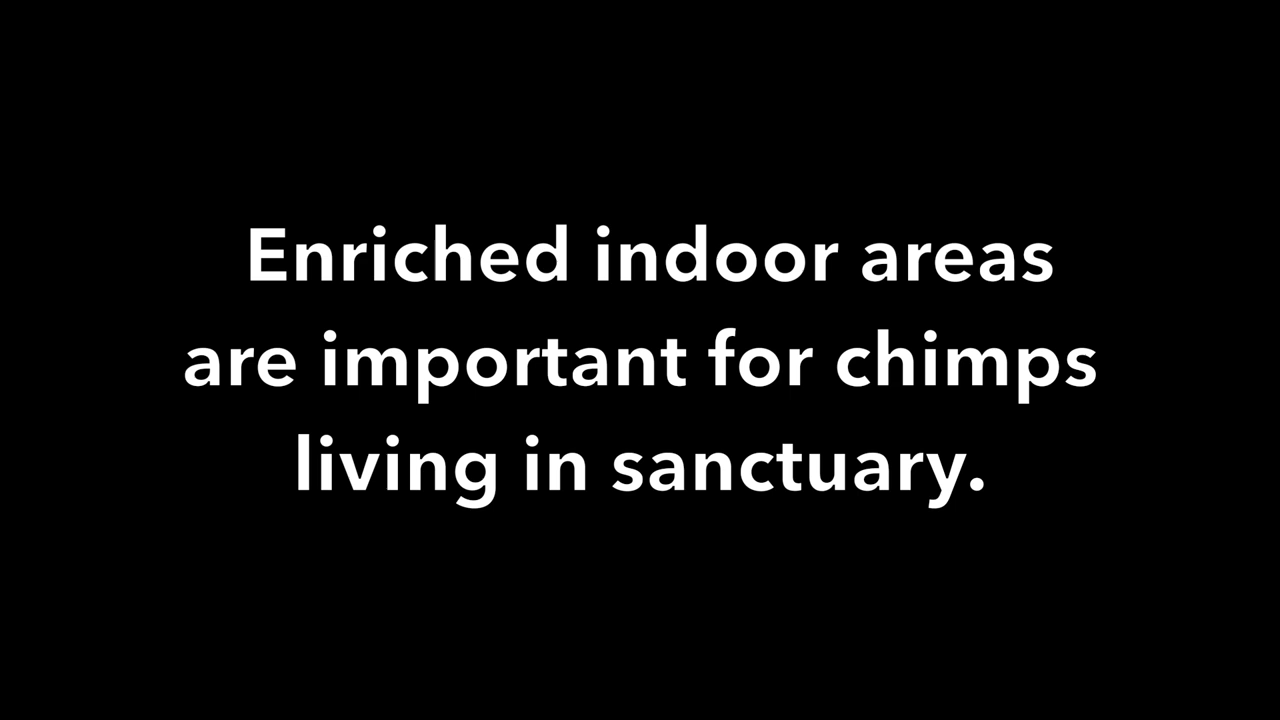 Enriched indoor areas
are important for chimps
living in sanctuary.